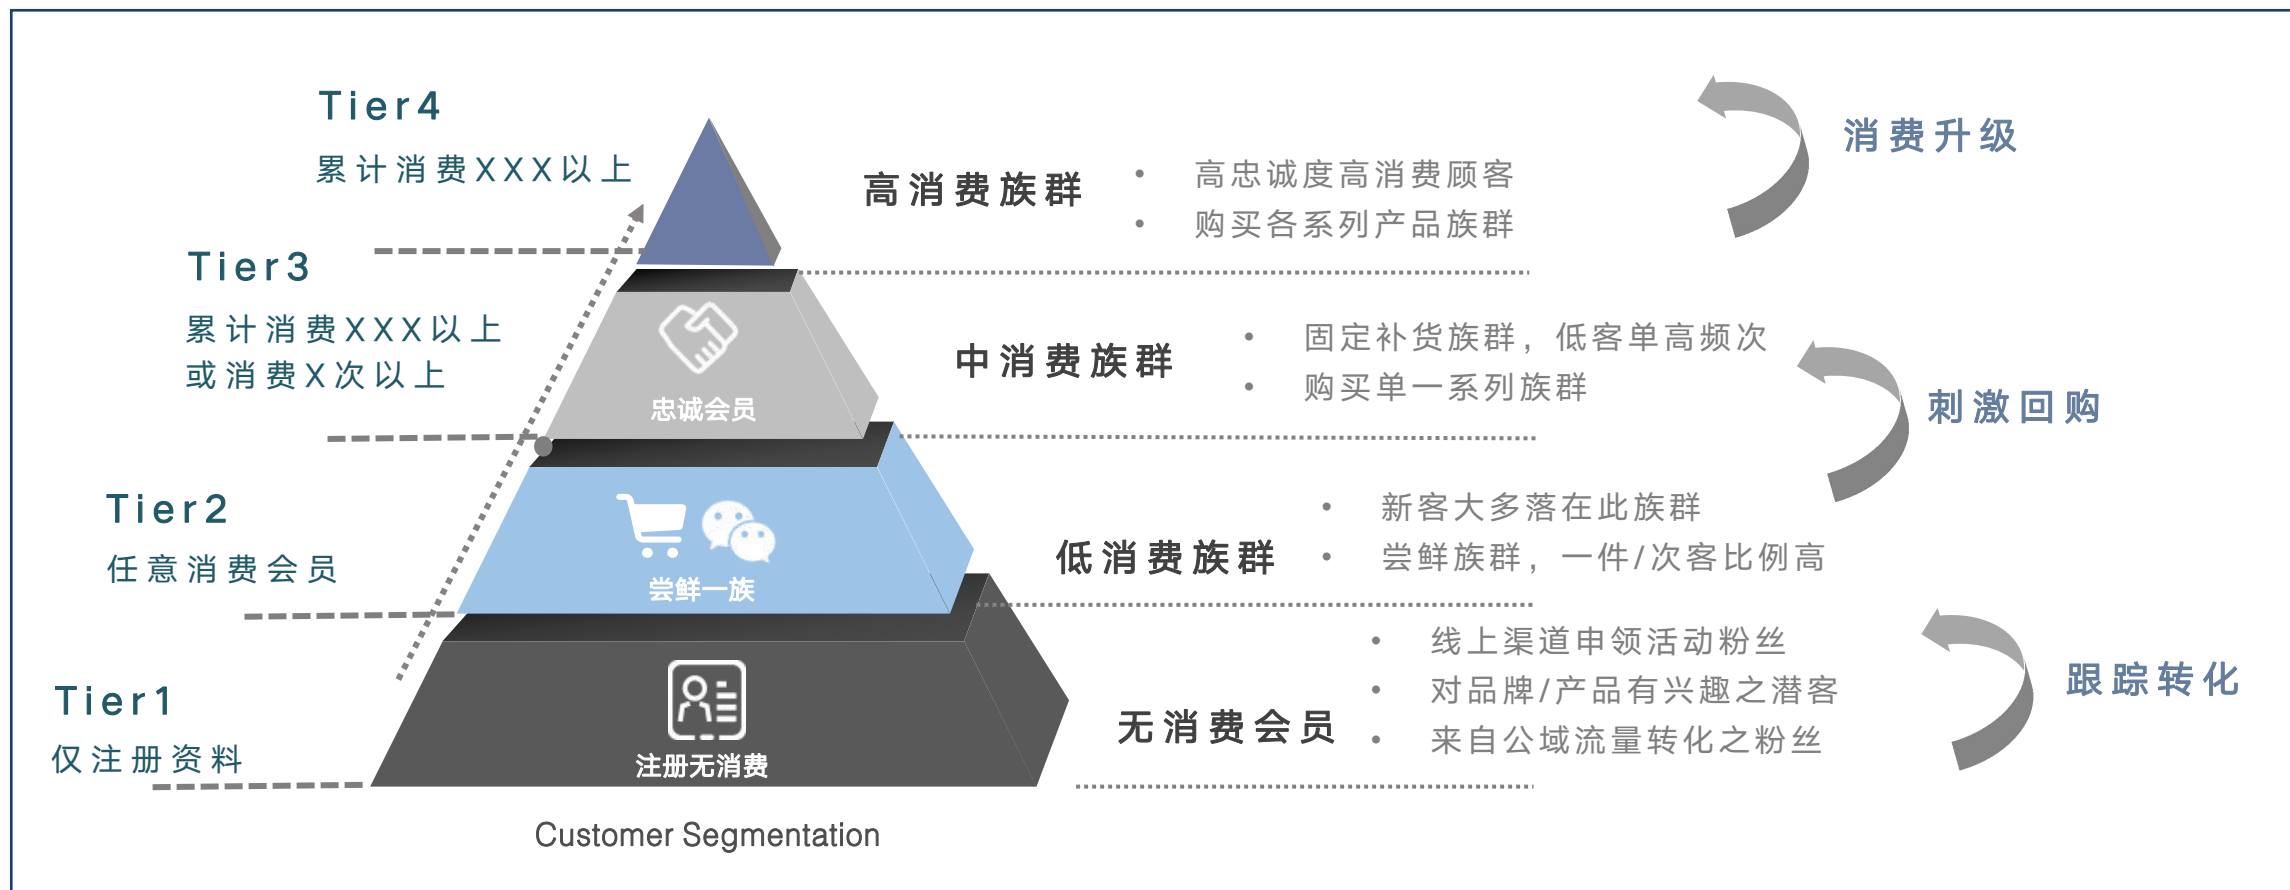 Tier4
累计消费XXX以上
高消费族群
• 高忠诚度高消费顾客
• 购买各系列产品族群
消费升级
Tier3
累计消费XXX以上
或消费X次以上
忠诚会员
中消费族群
• 固定补货族群，低客单高频次
• 购买单一系列族群
刺激回购
Tier2
任意消费会员
尝鲜一族
低消费族群
• 新客大多落在此族群
• 尝鲜族群，一件/次客比例高
Tier1
仅注册资料
注册无消费
无消费会员
• 线上渠道申领活动粉丝
• 对品牌/产品有兴趣之潜客
• 来自公域流量转化之粉丝
跟踪转化
Customer Segmentation